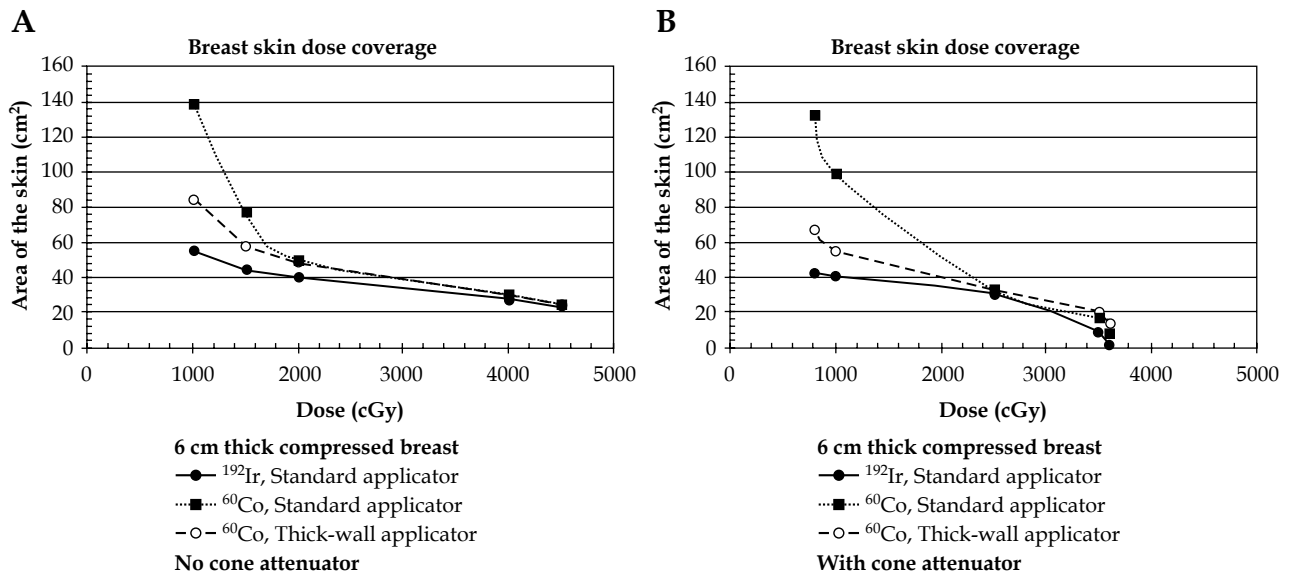 A
Breast skin dose coverage
Area of the skin (cm²)
160
140
120
100
80
60
40
20
0
0 1000 2000 3000 4000 5000
Dose (cGy)
6 cm thick compressed breast
¹⁹²Ir, Standard applicator
⁶⁰Co, Standard applicator
⁶⁰Co, Thick-wall applicator
No cone attenuator
B
Breast skin dose coverage
Area of the skin (cm²)
160
140
120
100
80
60
40
20
0
0 1000 2000 3000 4000 5000
Dose (cGy)
6 cm thick compressed breast
¹⁹²Ir, Standard applicator
⁶⁰Co, Standard applicator
⁶⁰Co, Thick-wall applicator
With cone attenuator